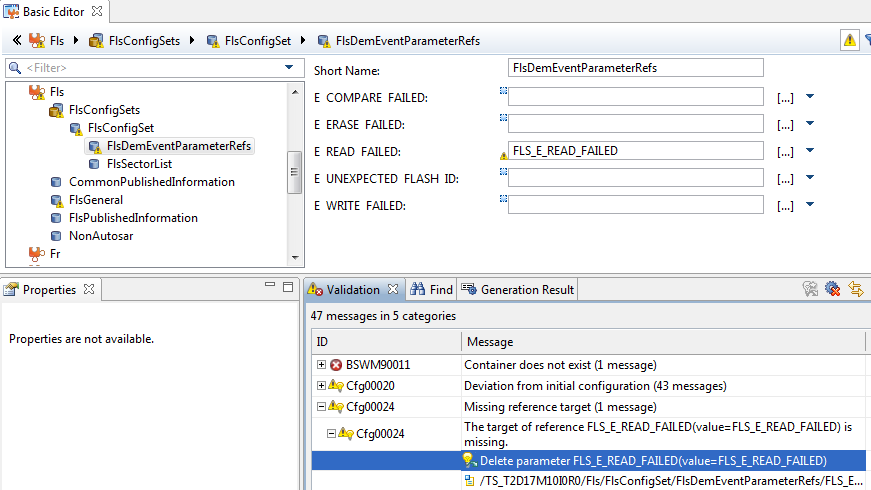 Basic Editor
Fls FlsConfigSets FlsConfigSet FlsDemEventParameterRefs
<Filter>
Fls
FlsConfigSets
FlsConfigSet
FlsDemEventParameterRefs
FlsSectorList
CommonPublishedInformation
FlsGeneral
FlsPublishedInformation
NonAutosar
Fr
Short Name: FlsDemEventParameterRefs
E COMPARE FAILED: [...]
E ERASE FAILED: [...]
E READ FAILED: FLS_E_READ_FAILED [...]
E UNEXPECTED FLASH ID: [...]
E WRITE FAILED: [...]
Properties
Properties are not available.
Validation Find Generation Result
47 messages in 5 categories
ID Message
BSWM90011 Container does not exist (1 message)
Cfg00020 Deviation from initial configuration (43 messages)
Cfg00024 Missing reference target (1 message)
Cfg00024 The target of reference FLS_E_READ_FAILED(value=FLS_E_READ_FAILED) is
missing.
Delete parameter FLS_E_READ_FAILED(value=FLS_E_READ_FAILED)
/TS_T2D17M10I0R0/Fls/FlsConfigSet/FlsDemEventParameterRefs/FLS_E...